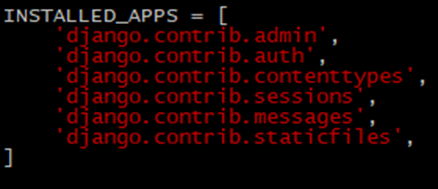 INSTALLED_APPS = [
    'django.contrib.admin',
    'django.contrib.auth',
    'django.contrib.contenttypes',
    'django.contrib.sessions',
    'django.contrib.messages',
    'django.contrib.staticfiles',
]